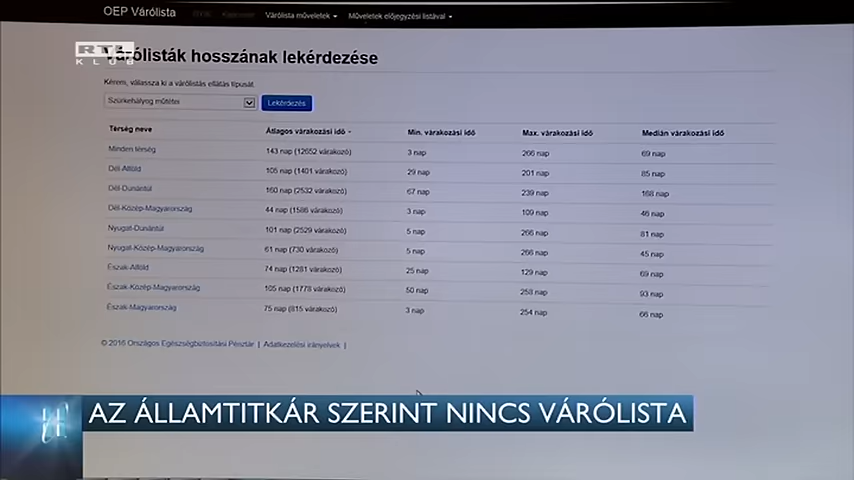 OEP Várólista Várólista műveletek Műveletek előjegyzési listával
RTL
KLUB
Várólisták hosszának lekérdezése
Kérem, válassza ki a várólistás ellátás típusát.
Szürkehályog műtétei Lekérdezés
Térség neve Átlagos várakozási idő Min. várakozási idő Max. várakozási idő Medián várakozási idő
Minden térség 143 nap (12652 várakozó) 3 nap 266 nap 69 nap
Dél-Alföld 105 nap (1401 várakozó) 29 nap 201 nap 85 nap
Dél-Dunántúl 160 nap (2532 várakozó) 67 nap 239 nap 168 nap
Dél-Közép-Magyarország 44 nap (1586 várakozó) 3 nap 109 nap 46 nap
Nyugat-Dunántúl 101 nap (2529 várakozó) 5 nap 266 nap 81 nap
Nyugat-Közép-Magyarország 61 nap (730 várakozó) 5 nap 266 nap 45 nap
Észak-Alföld 74 nap (1281 várakozó) 25 nap 129 nap 69 nap
Észak-Közép-Magyarország 105 nap (1778 várakozó) 50 nap 258 nap 93 nap
Észak-Magyarország 75 nap (815 várakozó) 3 nap 254 nap 66 nap
© 2016 Országos Egészségbiztosítási Pénztár | Adatkezelési irányelvek |
AZ ÁLLAMTITKÁR SZERINT NINCS VÁRÓLISTA